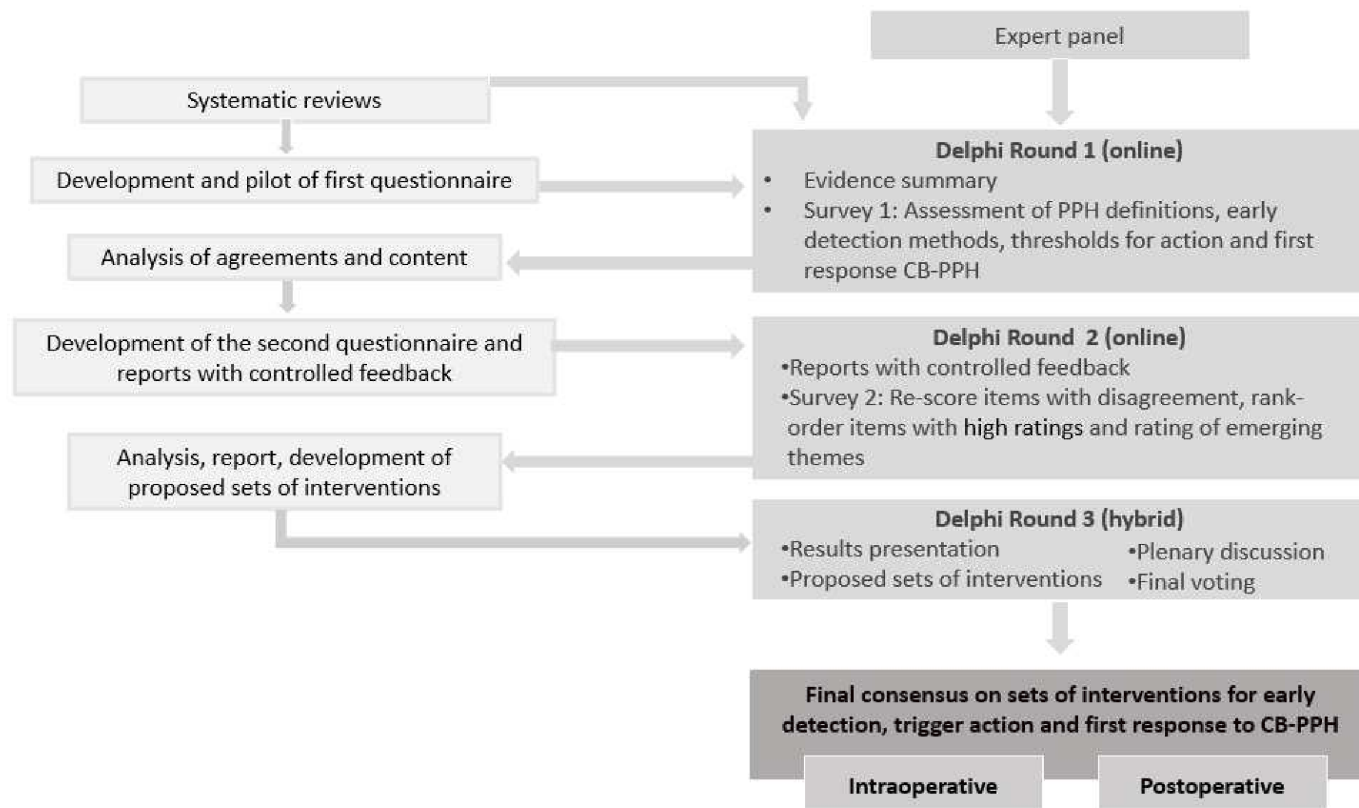 Expert panel
Systematic reviews
Development and pilot of first questionnaire
Delphi Round 1 (online)
• Evidence summary
• Survey 1: Assessment of PPH definitions, early
detection methods, thresholds for action and first
response CB-PPH
Analysis of agreements and content
Development of the second questionnaire and
reports with controlled feedback
Delphi Round 2 (online)
•Reports with controlled feedback
•Survey 2: Re-score items with disagreement, rank-
order items with high ratings and rating of emerging
themes
Analysis, report, development of
proposed sets of interventions
Delphi Round 3 (hybrid)
•Results presentation
•Proposed sets of interventions
•Plenary discussion
•Final voting
Final consensus on sets of interventions for early
detection, trigger action and first response to CB-PPH
Intraoperative
Postoperative